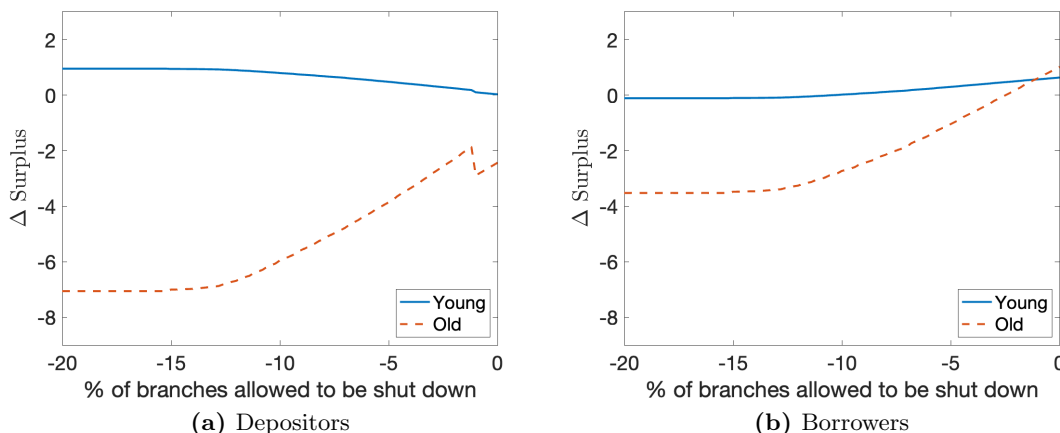 2
0
-2
-4
-6
-8
Δ Surplus
Young
Old
-20
-15
-10
-5
0
% of branches allowed to be shut down
(a) Depositors
2
0
-2
-4
-6
-8
Δ Surplus
Young
Old
-20
-15
-10
-5
0
% of branches allowed to be shut down
(b) Borrowers